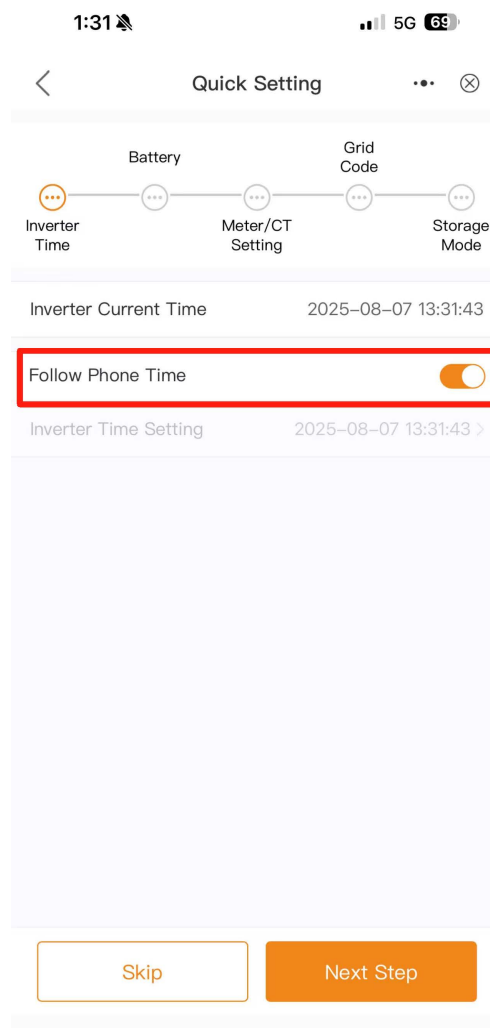 1:31 5G 69
Quick Setting
Battery
Grid
Code
Inverter
Time
Meter/CT
Setting
Storage
Mode
Inverter Current Time 2025-08-07 13:31:43
Follow Phone Time
Inverter Time Setting 2025-08-07 13:31:43 >
Skip Next Step